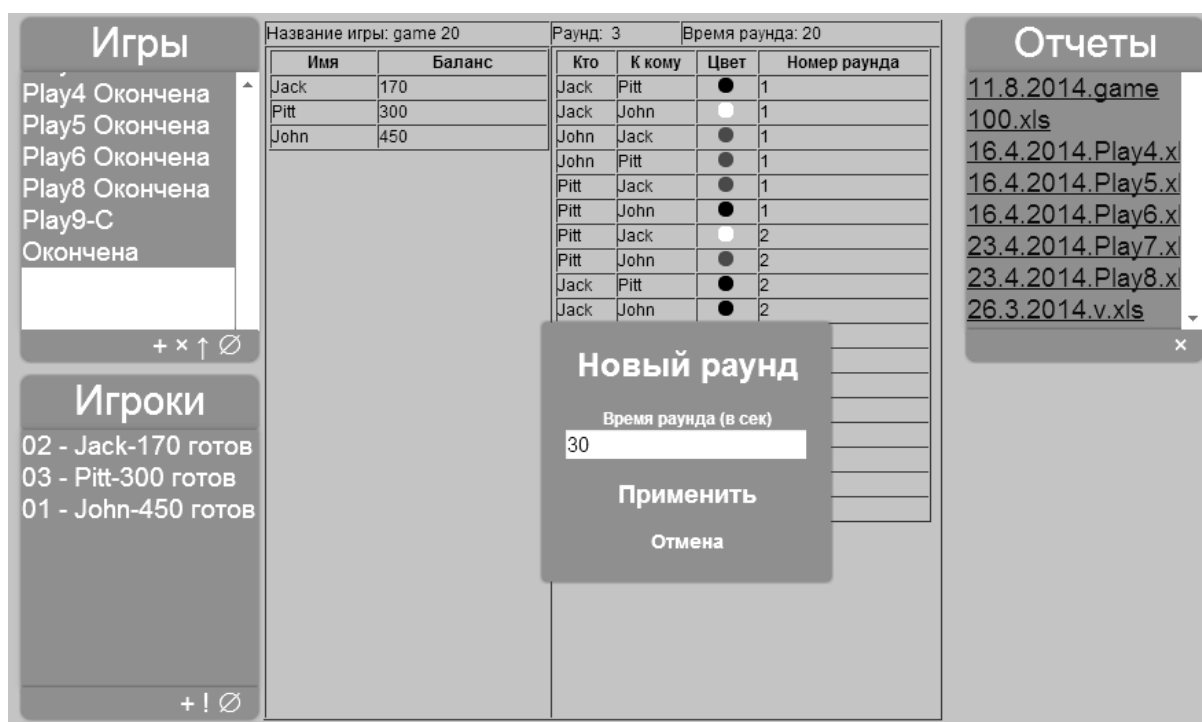 Игры
Play4 Окончена
Play5 Окончена
Play6 Окончена
Play8 Окончена
Play9-C
Окончена
+ × ↑ ∅
Игроки
02 - Jack-170 готов
03 - Pitt-300 готов
01 - John-450 готов
+ ! ∅
Название игры: game 20 Раунд: 3 Время раунда: 20
Имя Баланс
Jack 170
Pitt 300
John 450
Кто К кому Цвет Номер раунда
Jack Pitt 1
Jack John 1
John Jack 1
John Pitt 1
Pitt Jack 1
Pitt John 1
Pitt Jack 2
Pitt John 2
Jack Pitt 2
Jack John 2
Новый раунд
Время раунда (в сек)
30
Применить
Отмена
Отчеты
11.8.2014.game
100.xls
16.4.2014.Play4.xl
16.4.2014.Play5.xl
16.4.2014.Play6.xl
23.4.2014.Play7.xl
23.4.2014.Play8.xl
26.3.2014.v.xls
×